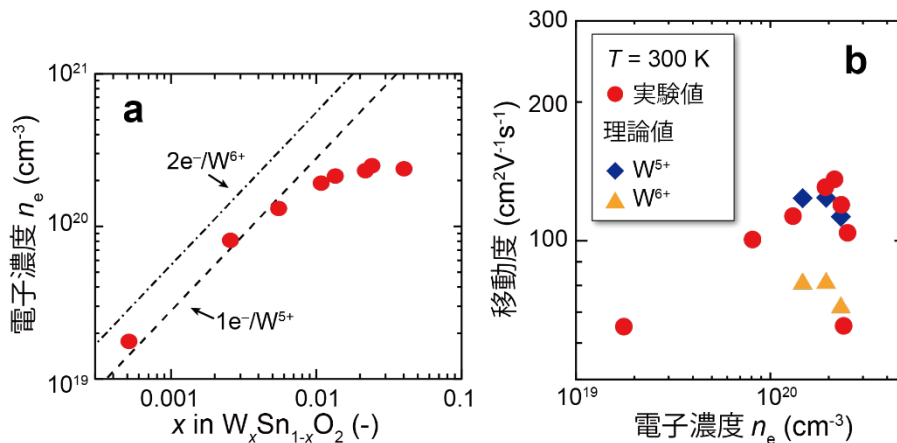 a
電子濃度 nₑ (cm⁻³)
10²¹
10²⁰
10¹⁹
2e⁻/W⁶⁺
1e⁻/W⁵⁺
0.001
0.01
0.1
x in WₓSn₁₋ₓO₂ (-)
b
移動度 (cm²V⁻¹s⁻¹)
300
200
100
T = 300 K
実験値
理論値
W⁵⁺
W⁶⁺
10¹⁹
10²⁰
電子濃度 nₑ (cm⁻³)